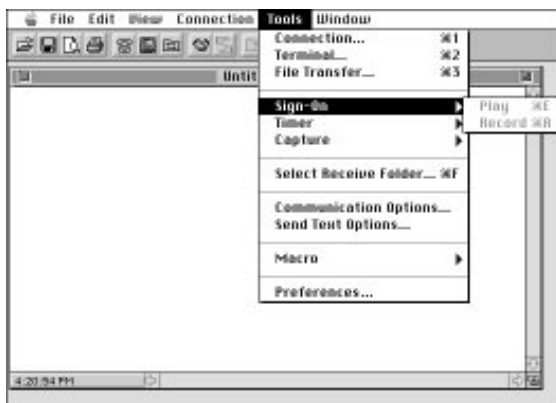 File Edit View Connection Tools Window
Connection... ⌘1
Terminal... ⌘2
File Transfer... ⌘3
Untit
Sign-On
Play ⌘E
Record ⌘R
Timer
Capture
Select Receive Folder... ⌘F
Communication Options...
Send Text Options...
Macro
Preferences...
4:20:54 PM